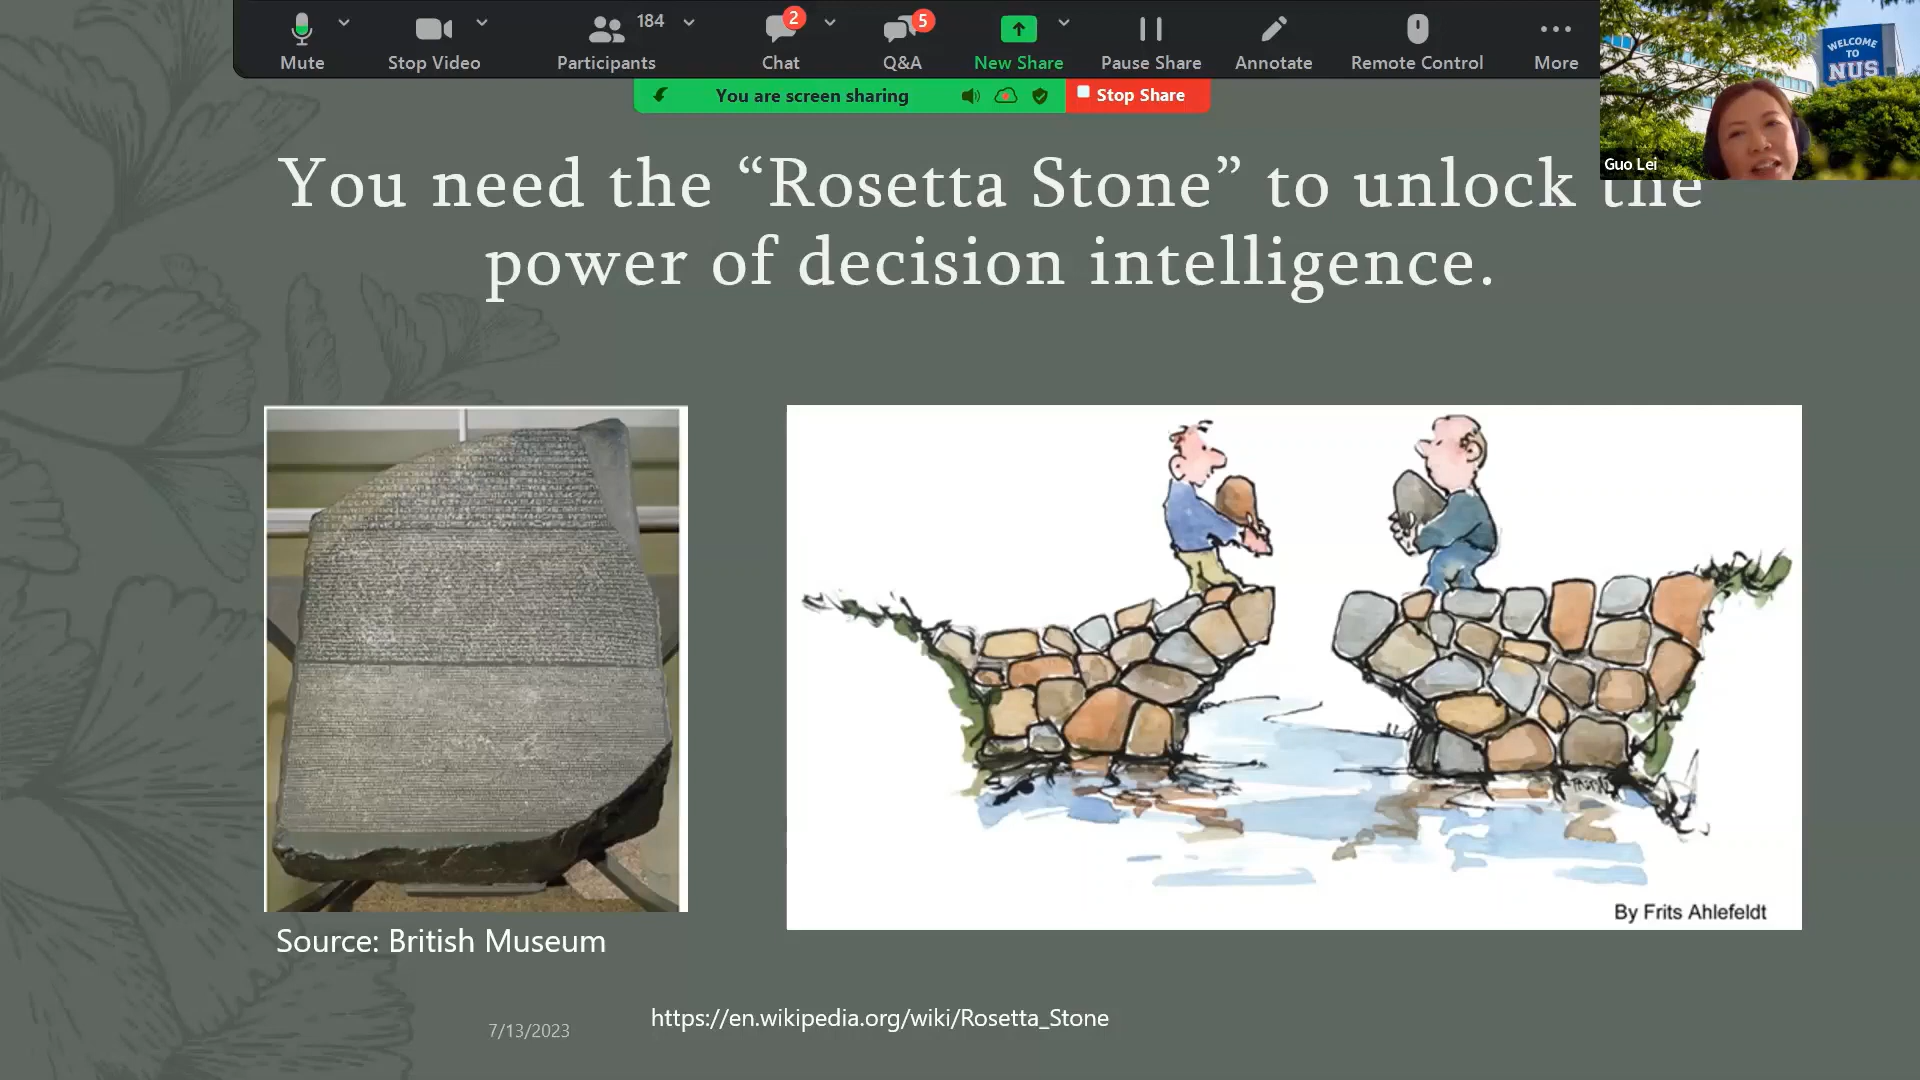 Mute
Stop Video
Participants
184
Chat
2
Q&A
5
New Share
Pause Share
Annotate
Remote Control
More
You are screen sharing
Stop Share
WELCOME
TO
NUS
Guo Lei
You need the “Rosetta Stone” to unlock the
power of decision intelligence.
By Frits Ahlefeldt
Source: British Museum
7/13/2023
https://en.wikipedia.org/wiki/Rosetta_Stone